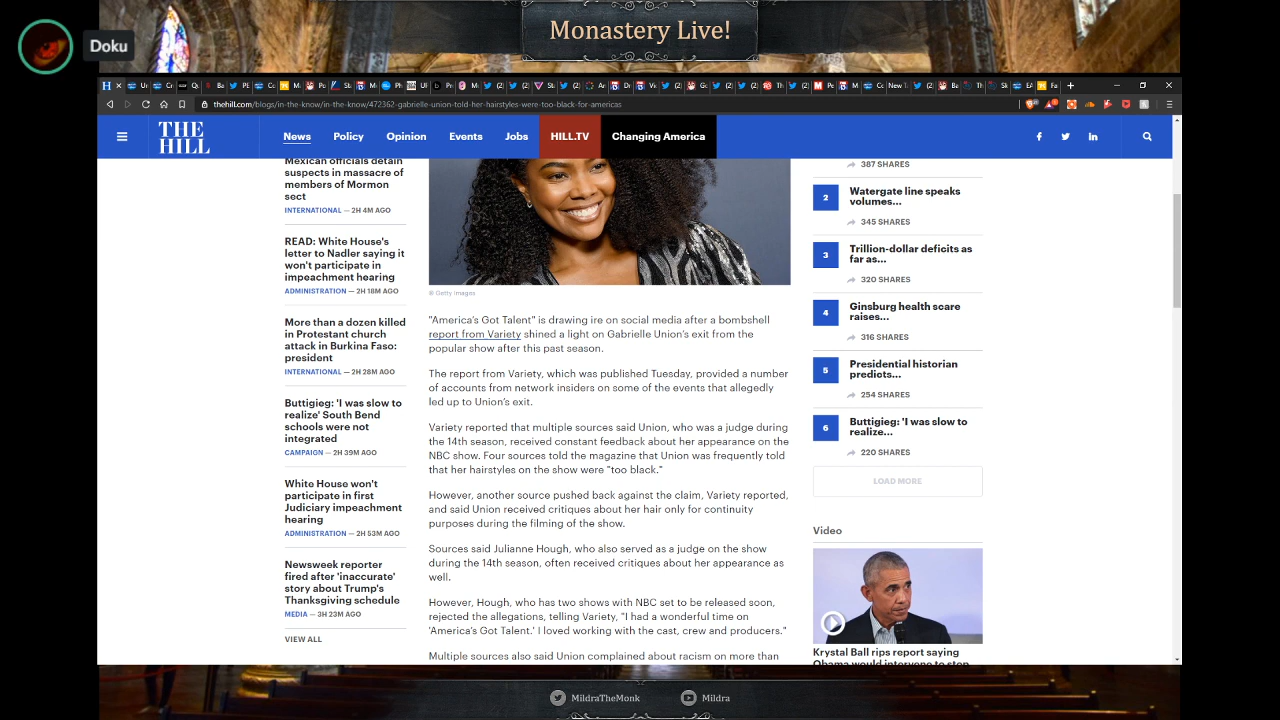 Monastery Live!
Doku
thehill.com/blogs/in-the-know/in-the-know/472362-gabrielle-union-told-her-hairstyles-were-too-black-for-americas
THE
HILL
News
Policy
Opinion
Events
Jobs
HILL.TV
Changing America
Mexican officials detain
suspects in massacre of
members of Mormon
sect
INTERNATIONAL — 2H 4M AGO
READ: White House's
letter to Nadler saying it
won't participate in
impeachment hearing
ADMINISTRATION — 2H 18M AGO
More than a dozen killed
in Protestant church
attack in Burkina Faso:
president
INTERNATIONAL — 2H 28M AGO
Buttigieg: 'I was slow to
realize' South Bend
schools were not
integrated
CAMPAIGN — 2H 39M AGO
White House won't
participate in first
Judiciary impeachment
hearing
ADMINISTRATION — 2H 53M AGO
Newsweek reporter
fired after 'inaccurate'
story about Trump's
Thanksgiving schedule
MEDIA — 3H 23M AGO
VIEW ALL
© Getty Images
"America's Got Talent" is drawing ire on social media after a bombshell
report from Variety shined a light on Gabrielle Union's exit from the
popular show after this past season.
The report from Variety, which was published Tuesday, provided a number
of accounts from network insiders on some of the events that allegedly
led up to Union's exit.
Variety reported that multiple sources said Union, who was a judge during
the 14th season, received constant feedback about her appearance on the
NBC show. Four sources told the magazine that Union was frequently told
that her hairstyles on the show were "too black."
However, another source pushed back against the claim, Variety reported,
and said Union received critiques about her hair only for continuity
purposes during the filming of the show.
Sources said Julianne Hough, who also served as a judge on the show
during the 14th season, often received critiques about her appearance as
well.
However, Hough, who has two shows with NBC set to be released soon,
rejected the allegations, telling Variety, "I had a wonderful time on
'America's Got Talent.' I loved working with the cast, crew and producers."
Multiple sources also said Union complained about racism on more than
387 SHARES
2
Watergate line speaks
volumes...
345 SHARES
3
Trillion-dollar deficits as
far as...
320 SHARES
4
Ginsburg health scare
raises...
316 SHARES
5
Presidential historian
predicts...
254 SHARES
6
Buttigieg: 'I was slow to
realize...
220 SHARES
LOAD MORE
Video
Krystal Ball rips report saying
Obama would intervene to stop
MildraTheMonk
Mildra